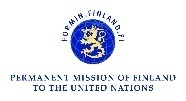 FORMIN.FINLAND.FI
PERMANENT MISSION OF FINLAND
TO THE UNITED NATIONS